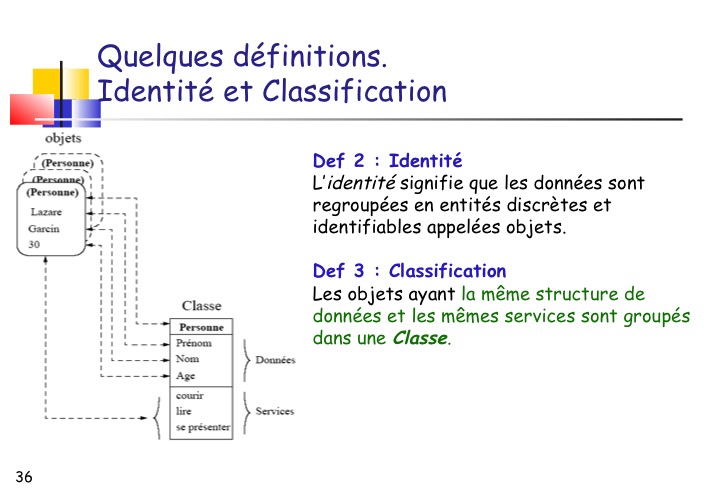 Quelques définitions.
Identité et Classification
objets
(Personne)
(Personne)
(Personne)
Lazare
Garcin
30
Classe
Personne
Prénom
Nom
Age
Données
courir
lire
se présenter
Services
Def 2 : Identité
L'identité signifie que les données sont
regroupées en entités discrètes et
identifiables appelées objets.
Def 3 : Classification
Les objets ayant la même structure de
données et les mêmes services sont groupés
dans une Classe.
36